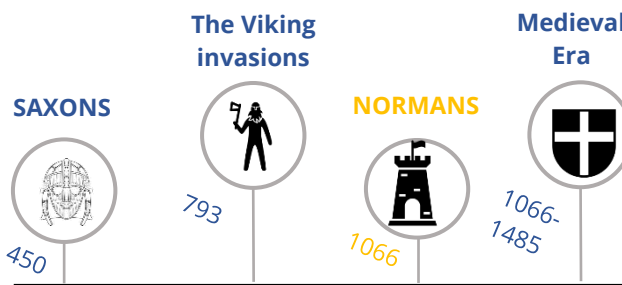 SAXONS
450
The Viking
invasions
793
NORMANS
1066
Medieval
Era
1066-
1485